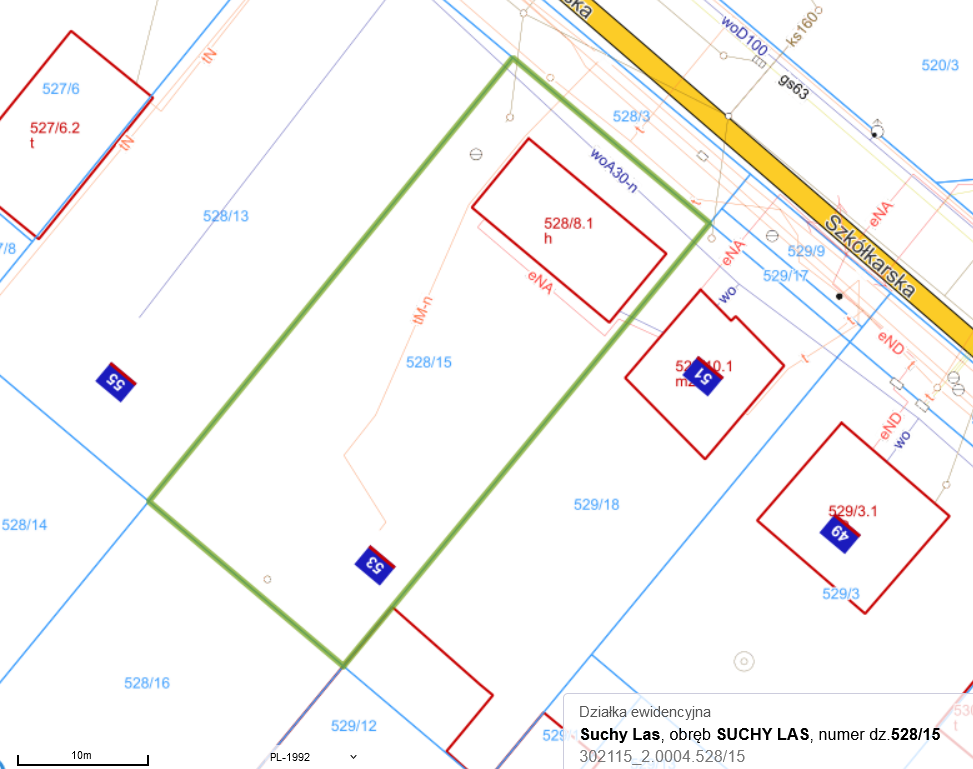 ska
woD100
ks160
gs63
520/3
tN
527/6
527/6.2
t
tN
528/3
t
woA30-n
528/13
528/8.1
h
t
eNA
eNA
Szkółkarska
529/9
529/17
7/8
eNA
wo
tM-n
t
eND
t
528/15
t
51
55
t
eND
wo
529/18
529/3.1
49
528/14
53
529/3
528/16
529/12
Działka ewidencyjna
Suchy Las, obręb SUCHY LAS, numer dz.528/15
302115_2.0004.528/15
10m
PL-1992